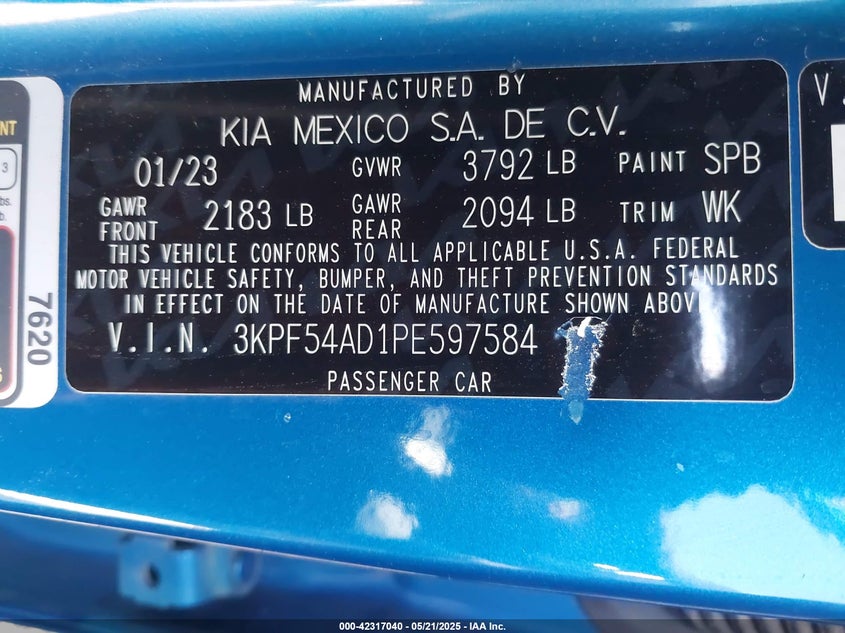 MANUFACTURED BY
KIA MEXICO S.A. DE C.V.
01/23 GVWR 3792 LB PAINT SPB
GAWR FRONT 2183 LB GAWR REAR 2094 LB TRIM WK
THIS VEHICLE CONFORMS TO ALL APPLICABLE U.S.A. FEDERAL
MOTOR VEHICLE SAFETY, BUMPER, AND THEFT PREVENTION STANDARDS
IN EFFECT ON THE DATE OF MANUFACTURE SHOWN ABOVE
V.I.N. 3KPF54AD1PE597584
PASSENGER CAR
7620
000-42317040 - 05/21/2025 - IAA Inc.